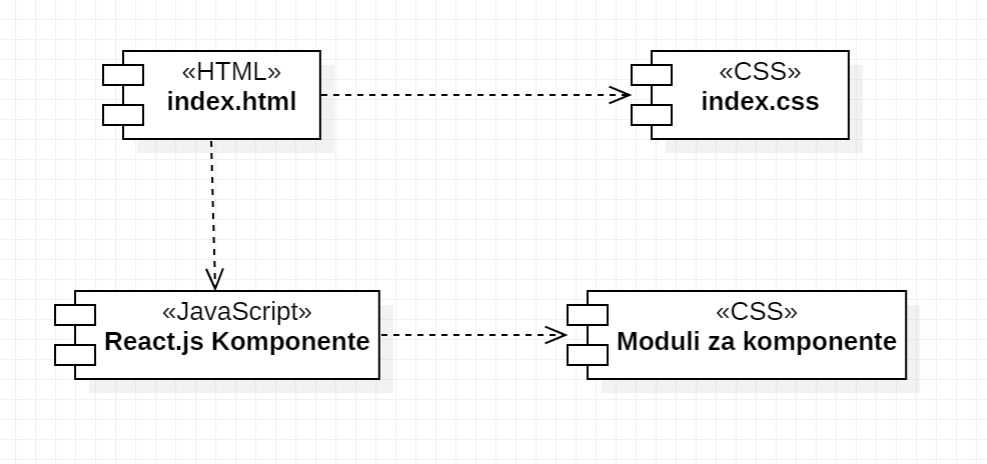 «HTML»
index.html
«CSS»
index.css
«JavaScript»
React.js Komponente
«CSS»
Moduli za komponente